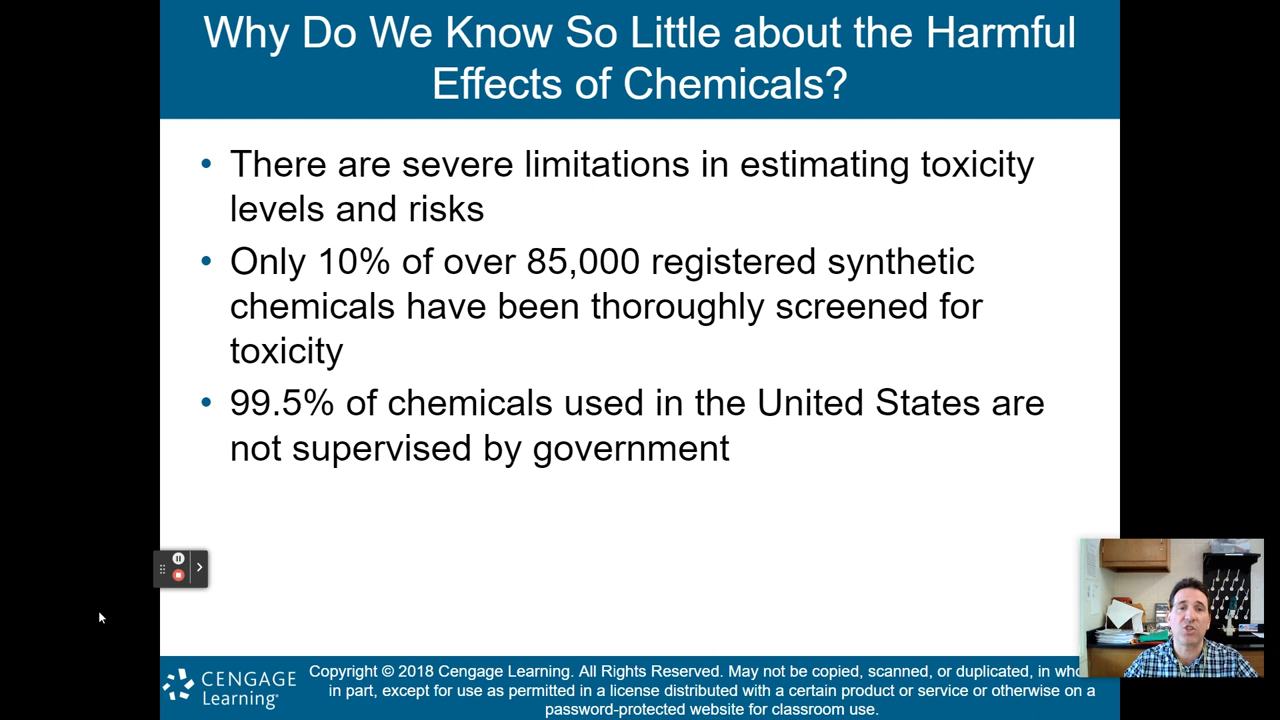 Why Do We Know So Little about the Harmful
Effects of Chemicals?
• There are severe limitations in estimating toxicity
levels and risks
• Only 10% of over 85,000 registered synthetic
chemicals have been thoroughly screened for
toxicity
• 99.5% of chemicals used in the United States are
not supervised by government
CENGAGE
Learning
Copyright © 2018 Cengage Learning. All Rights Reserved. May not be copied, scanned, or duplicated, in
in part, except for use as permitted in a license distributed with a certain product or service or otherwise on a
password-protected website for classroom use.